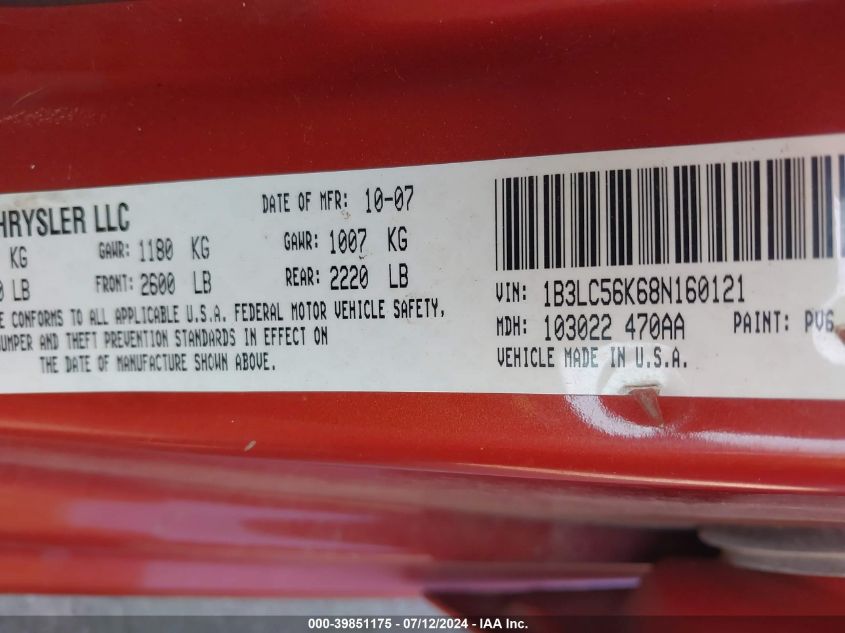 HRYSLER LLC
DATE OF MFR: 10-07
KG GAWR: 1180 KG GAWR: 1007 KG
LB FRONT: 2600 LB REAR: 2220 LB
CONFORMS TO ALL APPLICABLE U.S.A. FEDERAL MOTOR VEHICLE SAFETY,
UMPER AND THEFT PREVENTION STANDARDS IN EFFECT ON
THE DATE OF MANUFACTURE SHOWN ABOVE.
VIN: 1B3LC56K68N160121
MDH: 103022 470AA PAINT: PV6
VEHICLE MADE IN U.S.A.
000-39851175 - 07/12/2024 - IAA Inc.